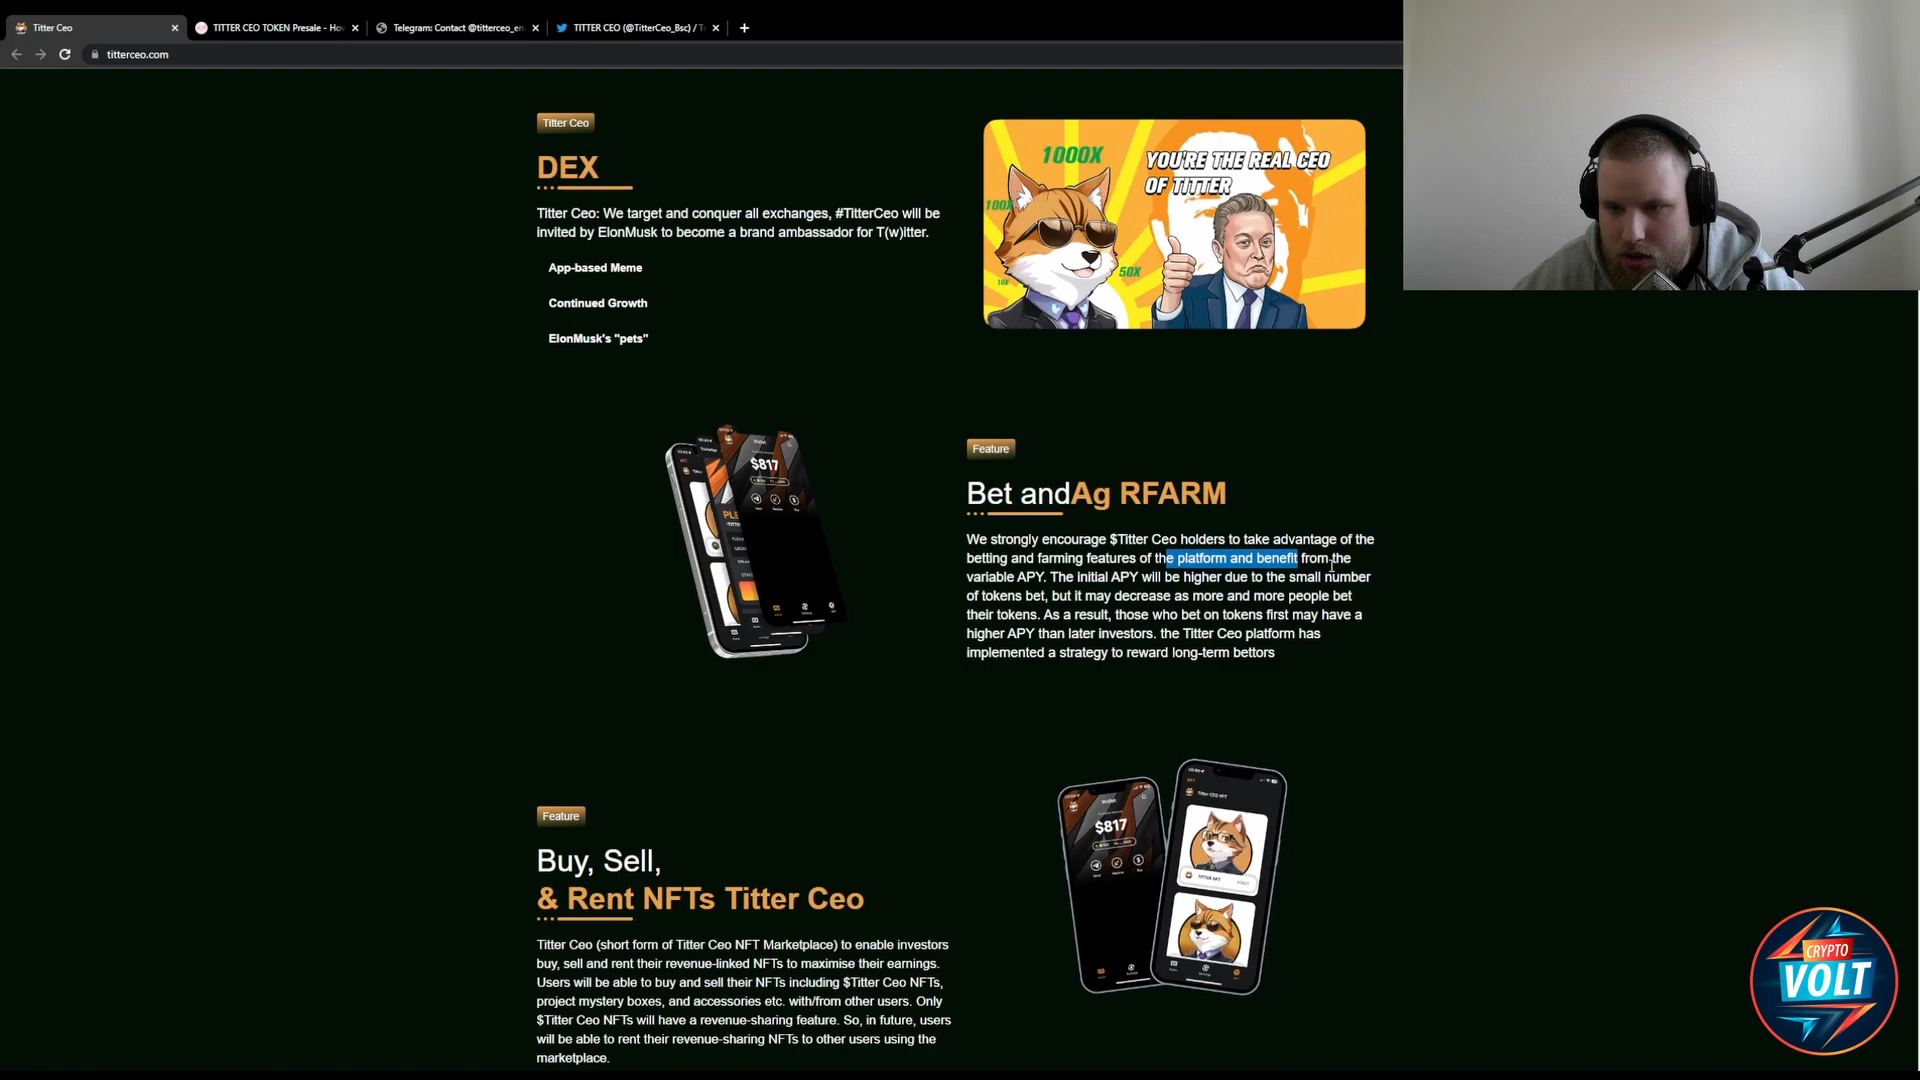 Titter Ceo
TITTER CEO TOKEN Presale - How
Telegram: Contact @titterceo_en
TITTER CEO (@TitterCeo_Bsc) / T
titterceo.com
Titter Ceo
DEX
Titter Ceo: We target and conquer all exchanges, #TitterCeo will be
invited by ElonMusk to become a brand ambassador for T(w)itter.
App-based Meme
Continued Growth
ElonMusk's "pets"
1000X
YOU'RE THE REAL CEO
OF TITTER
100X
50X
10X
$817
Feature
Bet andAg RFARM
We strongly encourage $Titter Ceo holders to take advantage of the
betting and farming features of the platform and benefit from the
variable APY. The initial APY will be higher due to the small number
of tokens bet, but it may decrease as more and more people bet
their tokens. As a result, those who bet on tokens first may have a
higher APY than later investors. the Titter Ceo platform has
implemented a strategy to reward long-term bettors
Feature
Buy, Sell,
& Rent NFTs Titter Ceo
Titter Ceo (short form of Titter Ceo NFT Marketplace) to enable investors
buy, sell and rent their revenue-linked NFTs to maximise their earnings.
Users will be able to buy and sell their NFTs including $Titter Ceo NFTs,
project mystery boxes, and accessories etc. with/from other users. Only
$Titter Ceo NFTs will have a revenue-sharing feature. So, in future, users
will be able to rent their revenue-sharing NFTs to other users using the
marketplace.
Wallet
$817
NFT
Titter CEO NFT
TITTER NFT
CRYPTO
VOLT